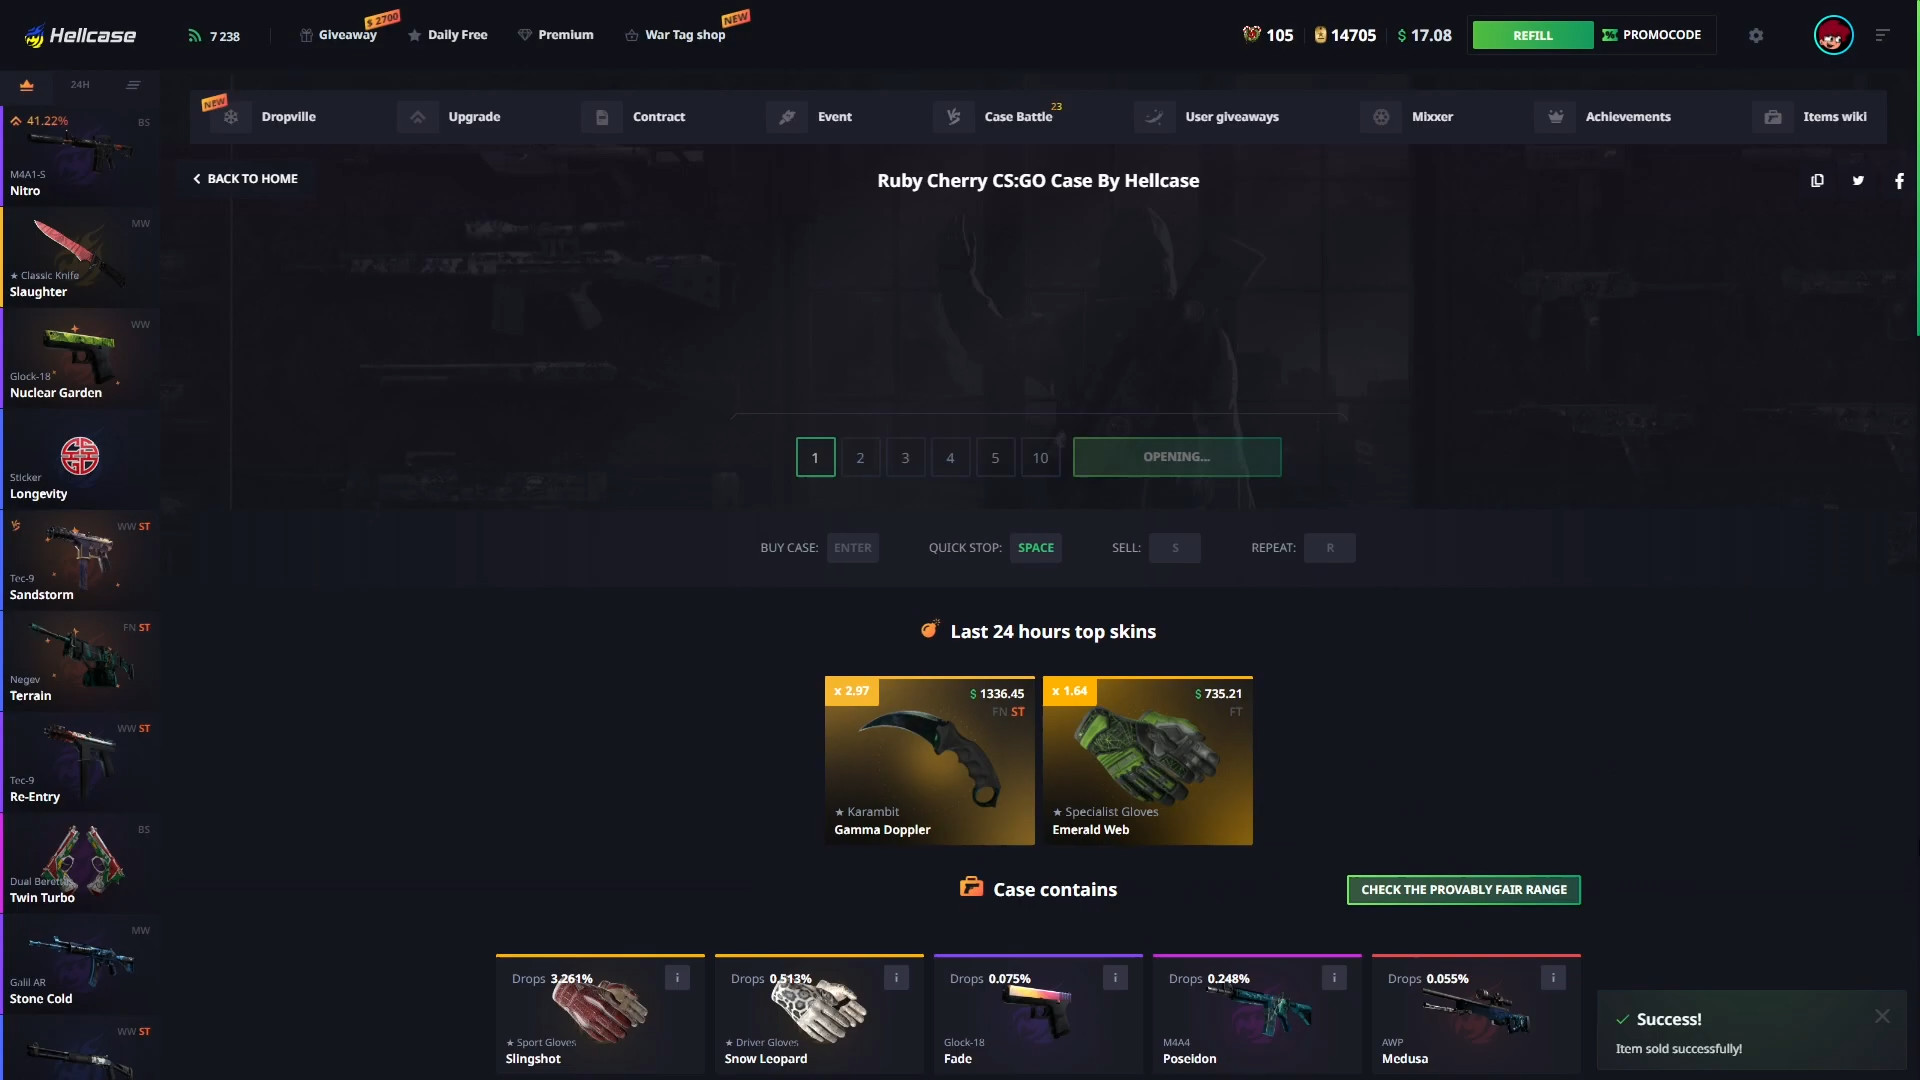 Hellcase
7 238
Giveaway
$ 2700
Daily Free
Premium
War Tag shop
NEW
105
14705
$ 17.08
REFILL
PROMOCODE
24H
NEW
Dropville
Upgrade
Contract
Event
Case Battle
23
User giveaways
Mixxer
Achievements
Items wiki
BACK TO HOME
Ruby Cherry CS:GO Case By Hellcase
41.22%
BS
M4A1-S
Nitro
MW
★ Classic Knife
Slaughter
WW
Glock-18
Nuclear Garden
Sticker
Longevity
WW ST
Tec-9
Sandstorm
FN ST
Negev
Terrain
WW ST
Tec-9
Re-Entry
BS
Dual Berettas
Twin Turbo
MW
Galil AR
Stone Cold
WW ST
1
2
3
4
5
10
OPENING...
BUY CASE: ENTER
QUICK STOP: SPACE
SELL: S
REPEAT: R
Last 24 hours top skins
x 2.97
$ 1336.45
FN ST
★ Karambit
Gamma Doppler
x 1.64
$ 735.21
FT
★ Specialist Gloves
Emerald Web
Case contains
CHECK THE PROVABLY FAIR RANGE
Drops 3.261%
i
★ Sport Gloves
Slingshot
Drops 0.513%
i
★ Driver Gloves
Snow Leopard
Drops 0.075%
i
Glock-18
Fade
Drops 0.248%
i
M4A4
Poseidon
Drops 0.055%
i
AWP
Medusa
Success!
Item sold successfully!